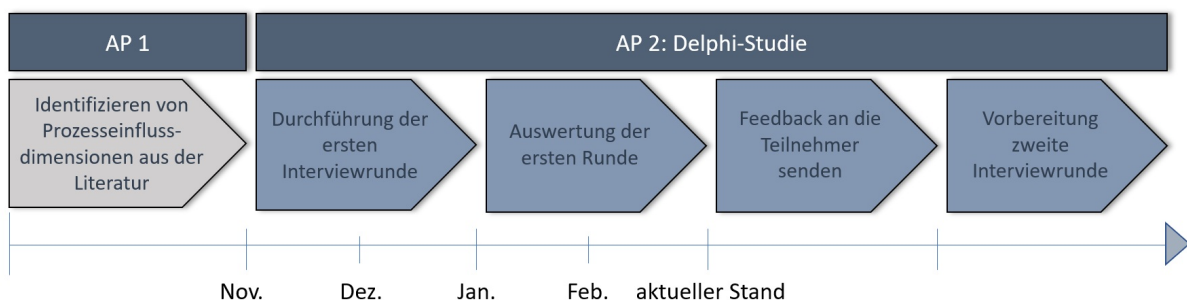 AP 1
AP 2: Delphi-Studie
Identifizieren von
Prozesseinfluss-
dimensionen aus der
Literatur
Durchführung der
ersten
Interviewrunde
Auswertung der
ersten Runde
Feedback an die
Teilnehmer
senden
Vorbereitung
zweite
Interviewrunde
Nov.
Dez.
Jan.
Feb.
aktueller Stand